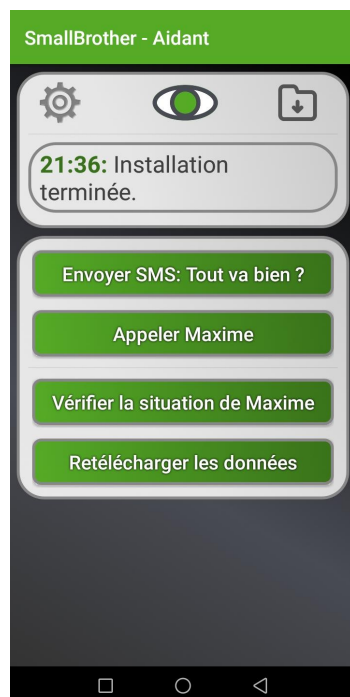 SmallBrother - Aidant
21:36: Installation
terminée.
Envoyer SMS: Tout va bien ?
Appeler Maxime
Vérifier la situation de Maxime
Retélécharger les données